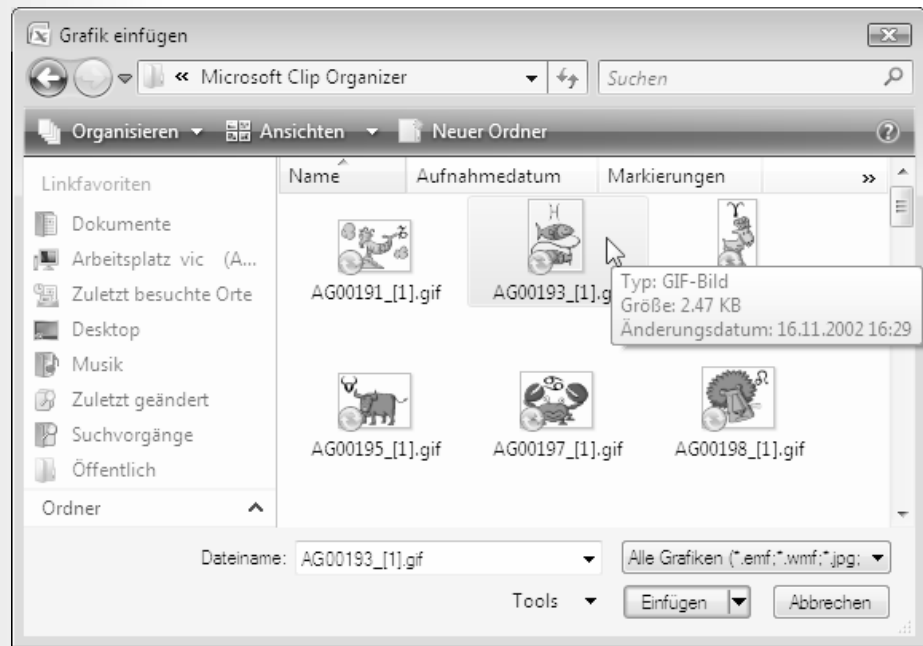 Grafik einfügen
« Microsoft Clip Organizer
Suchen
Organisieren Ansichten Neuer Ordner
Linkfavoriten
Dokumente
Arbeitsplatz vic (A...
Zuletzt besuchte Orte
Desktop
Musik
Zuletzt geändert
Suchvorgänge
Öffentlich
Ordner
Name Aufnahmedatum Markierungen »
AG00191_[1].gif AG00193_[1].g
Typ: GIF-Bild
Größe: 2.47 KB
Änderungsdatum: 16.11.2002 16:29
AG00195_[1].gif AG00197_[1].gif AG00198_[1].gif
Dateiname: AG00193_[1].gif Alle Grafiken (*.emf;*.wmf;*.jpg;
Tools Einfügen Abbrechen